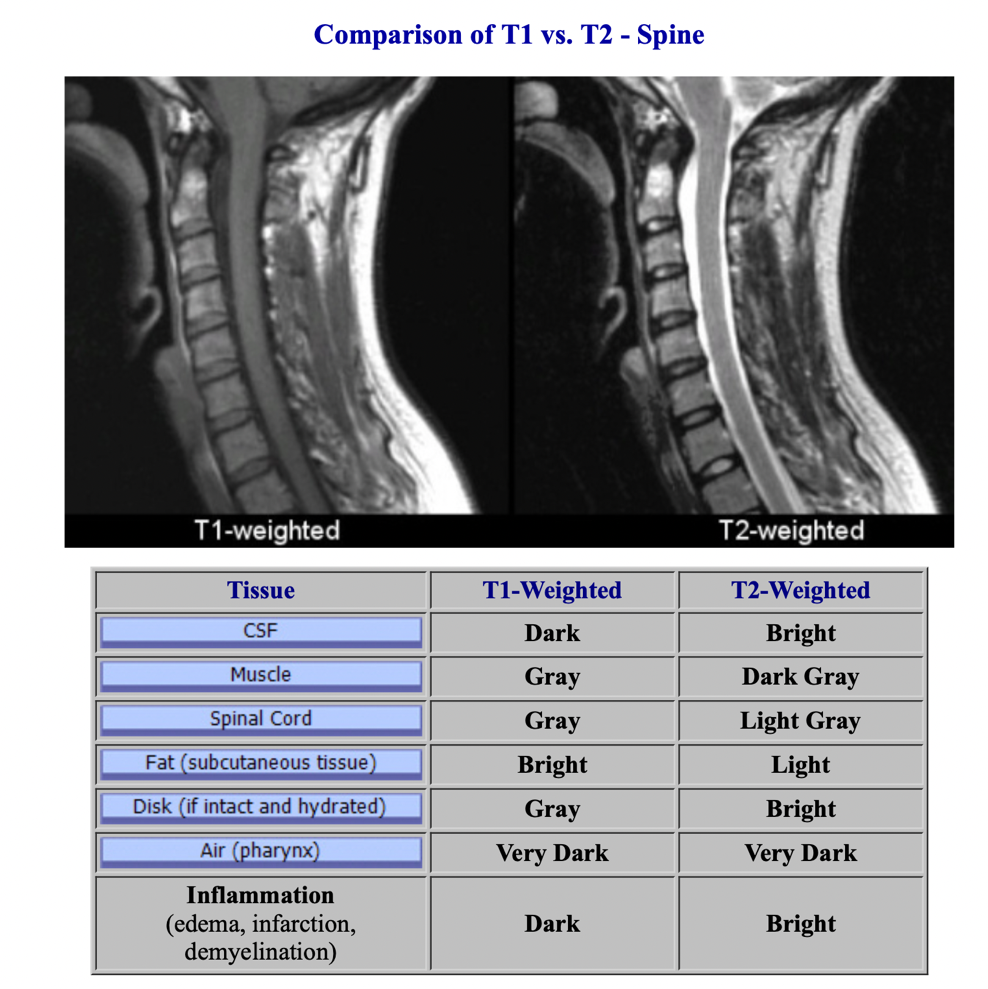 Comparison of T1 vs. T2 - Spine
T1-weighted T2-weighted
Tissue T1-Weighted T2-Weighted
CSF Dark Bright
Muscle Gray Dark Gray
Spinal Cord Gray Light Gray
Fat (subcutaneous tissue) Bright Light
Disk (if intact and hydrated) Gray Bright
Air (pharynx) Very Dark Very Dark
Inflammation
(edema, infarction, Dark Bright
demyelination)